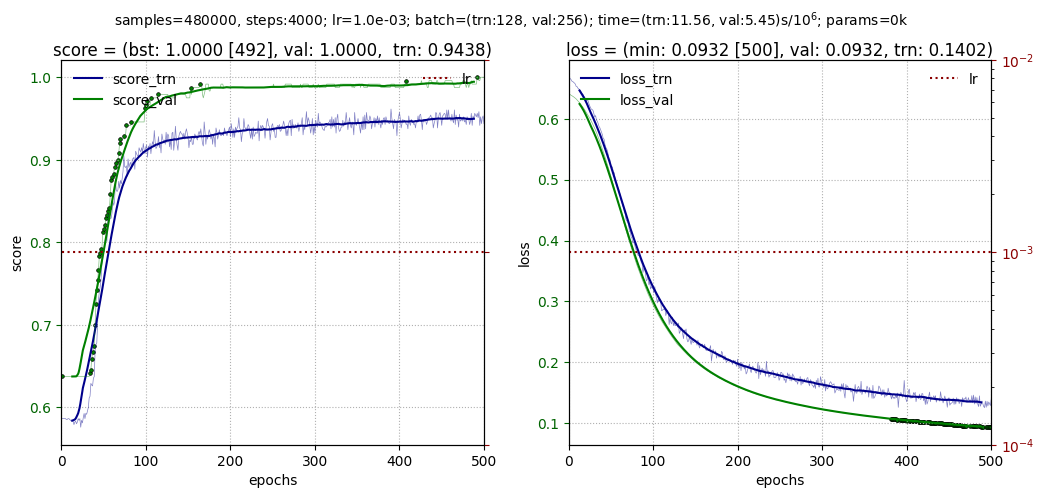 samples=480000, steps:4000; lr=1.0e-03; batch=(trn:128, val:256); time=(trn:11.56, val:5.45)s/10^6; params=0k
score = (bst: 1.0000 [492], val: 1.0000,  trn: 0.9438)
score_trn
score_val
lr
1.0
0.9
0.8
0.7
0.6
score
0 100 200 300 400 500
epochs
loss = (min: 0.0932 [500], val: 0.0932, trn: 0.1402)
loss_trn
loss_val
lr
0.6
0.5
0.4
0.3
0.2
0.1
loss
10^−2
10^−3
10^−4
0 100 200 300 400 500
epochs